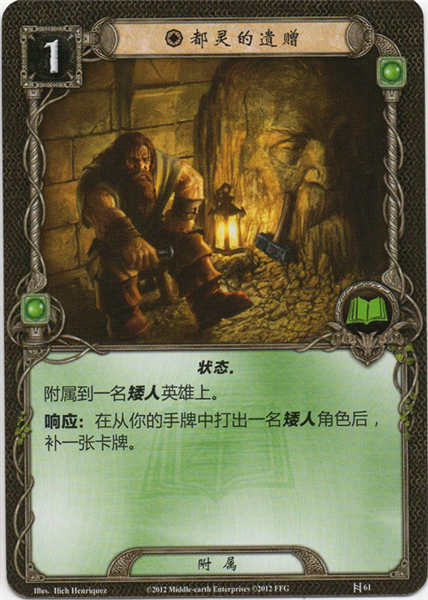 1
都灵的遺赠
状态.
附属到一名矮人英雄上。
响应：在从你的手牌中打出一名矮人角色后，
补一张卡牌。
附属
Illus. Hich Henriquez
©2012 Middle-earth Enterprises ©2012 FFG
61